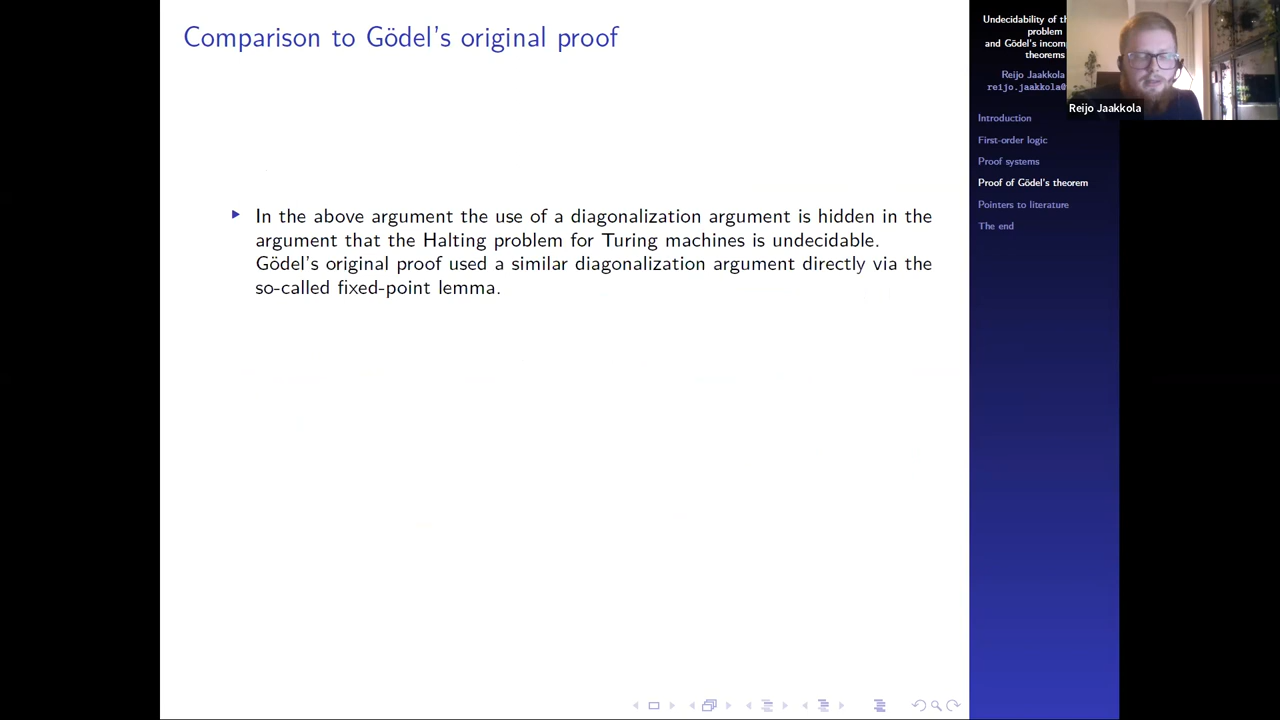 Comparison to Gödel's original proof
In the above argument the use of a diagonalization argument is hidden in the
argument that the Halting problem for Turing machines is undecidable.
Gödel's original proof used a similar diagonalization argument directly via the
so-called fixed-point lemma.
Undecidability of
problem
and Gödel's
theorems
Reijo Jaakkola
reijo.jaakkola@
Reijo Jaakkola
Introduction
First-order logic
Proof systems
Proof of Gödel's theorem
Pointers to literature
The end